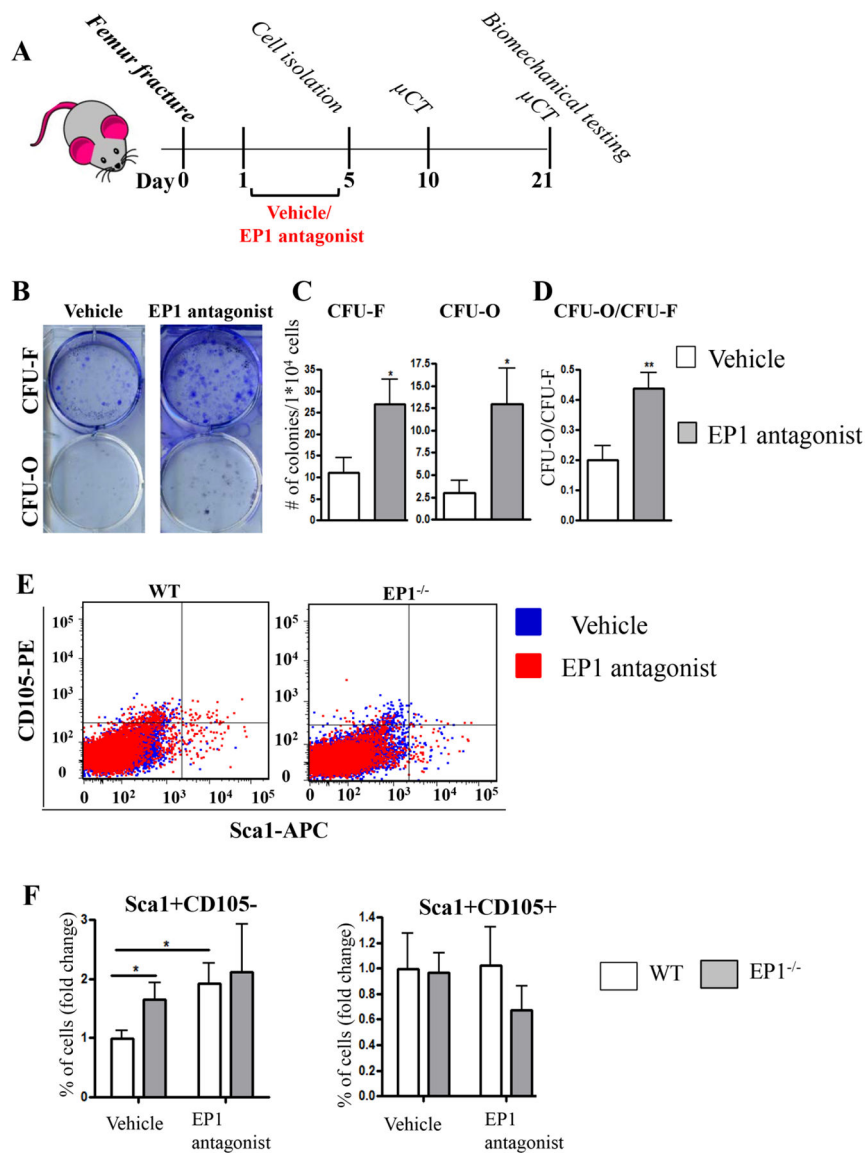 A
Femur fracture
Cell isolation
μCT
μCT
Biomechanical testing
Day 0 1 5 10 21
Vehicle/
EP1 antagonist
B
Vehicle EP1 antagonist
CFU-F
CFU-O
C
CFU-F CFU-O
# of colonies/1*10⁴ cells
35
30
25
20
15
10
5
0
*
17.5
15.0
12.5
10.0
7.5
5.0
2.5
0.0
*
D
CFU-O/CFU-F
CFU-O/CFU-F
0.5
0.4
0.3
0.2
0.1
0.0
**
Vehicle
EP1 antagonist
E
WT EP1⁻/⁻
CD105-PE
10⁵
10⁴
10³
10²
0
0 10² 10³ 10⁴ 10⁵
10⁵
10⁴
10³
10²
0
0 10² 10³ 10⁴ 10⁵
Sca1-APC
Vehicle
EP1 antagonist
F
Sca1+CD105-
% of cells (fold change)
3
2
1
0
*
*
Vehicle EP1
antagonist
Sca1+CD105+
% of cells (fold change)
1.4
1.2
1.0
0.8
0.6
0.4
0.2
0.0
Vehicle EP1
antagonist
WT EP1⁻/⁻